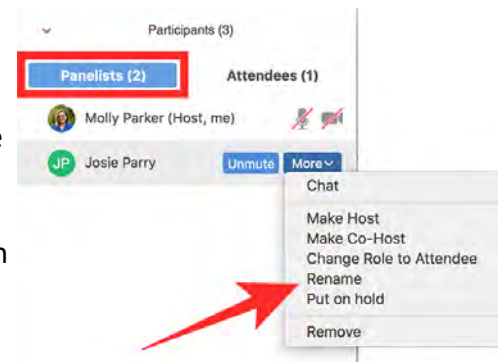 Participants (3)
Panelists (2) Attendees (1)
Molly Parker (Host, me)
e
JP Josie Parry Unmute More
Chat
Make Host
Make Co-Host
n Change Role to Attendee
Rename
Put on hold
Remove